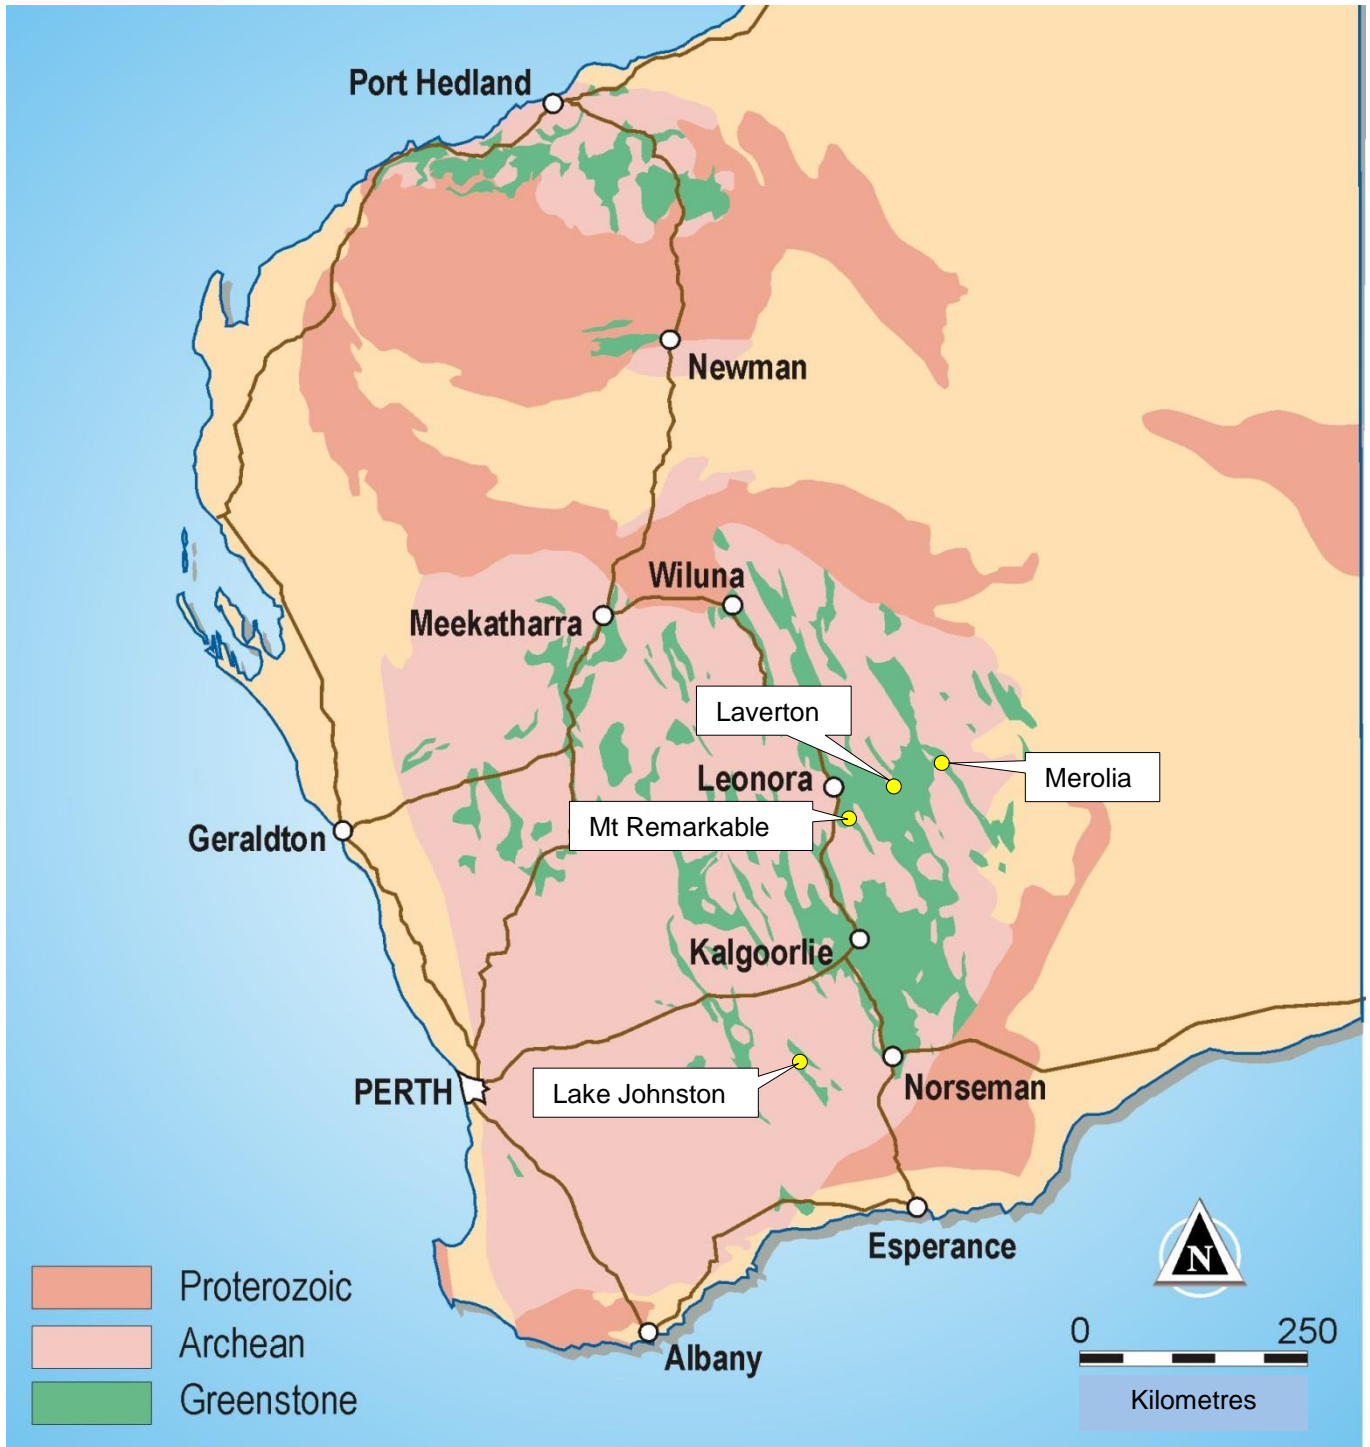 Port Hedland
Newman
Wiluna
Meekatharra
Laverton
Leonora
Merolia
Mt Remarkable
Geraldton
Kalgoorlie
PERTH
Lake Johnston
Norseman
Esperance
N
Proterozoic
0 250
Archean
Albany
Greenstone
Kilometres